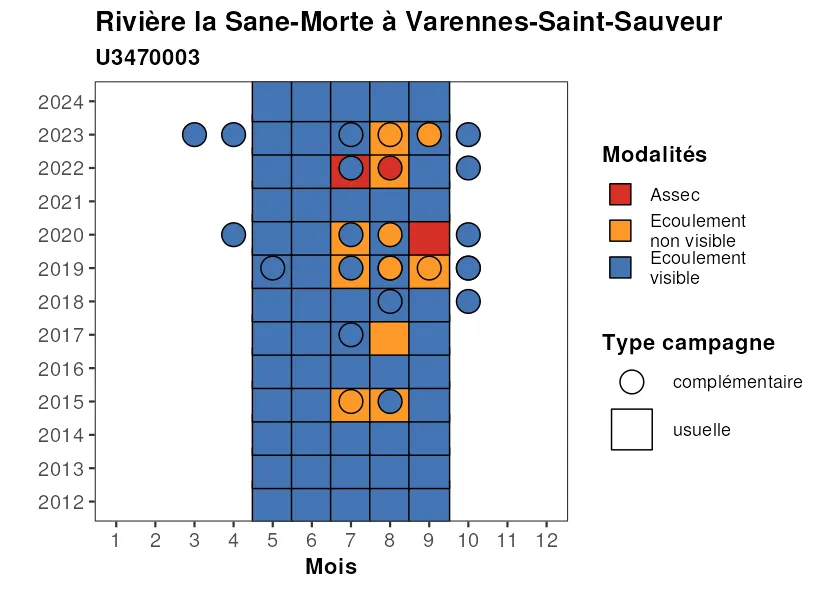 Rivière la Sane-Morte à Varennes-Saint-Sauveur
U3470003
2024
2023
2022
2021
2020
2019
2018
2017
2016
2015
2014
2013
2012
1 2 3 4 5 6 7 8 9 10 11 12
Mois
Modalités
Assec
Ecoulement
non visible
Ecoulement
visible
Type campagne
complémentaire
usuelle